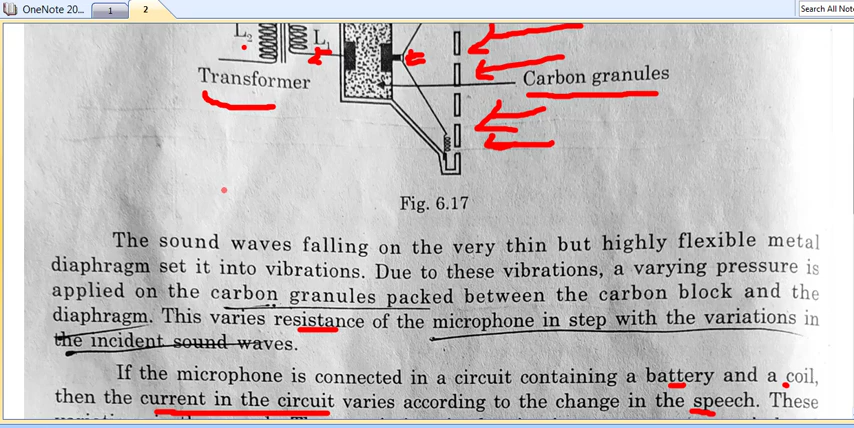 OneNote 20... 1 2 Search All Not
L₂ L₁
Transformer Carbon granules
Fig. 6.17
The sound waves falling on the very thin but highly flexible metal
diaphragm set it into vibrations. Due to these vibrations, a varying pressure is
applied on the carbon granules packed between the carbon block and the
diaphragm. This varies resistance of the microphone in step with the variations in
the incident sound waves.
If the microphone is connected in a circuit containing a battery and a coil,
then the current in the circuit varies according to the change in the speech. These